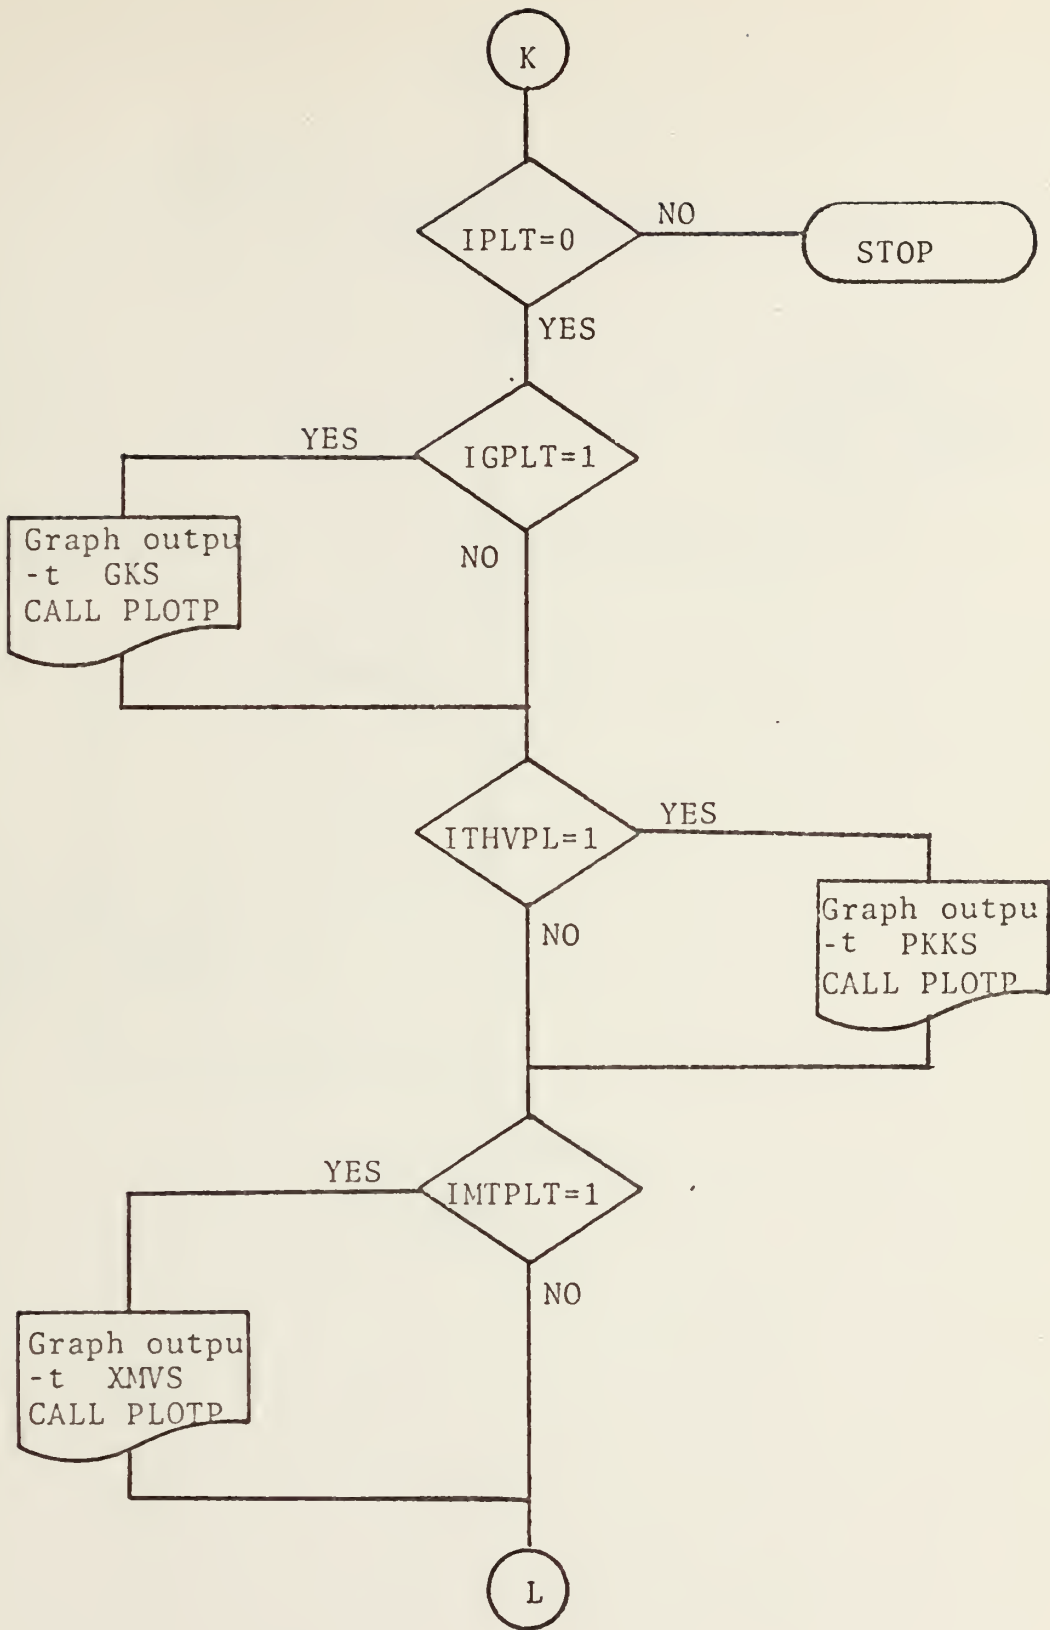 K
IPLT=0
NO
STOP
YES
IGPLT=1
YES
NO
Graph outpu
-t GKS
CALL PLOTP
ITHVPL=1
YES
NO
Graph outpu
-t PKKS
CALL PLOTP
IMTPLT=1
YES
NO
Graph outpu
-t XMVS
CALL PLOTP
L